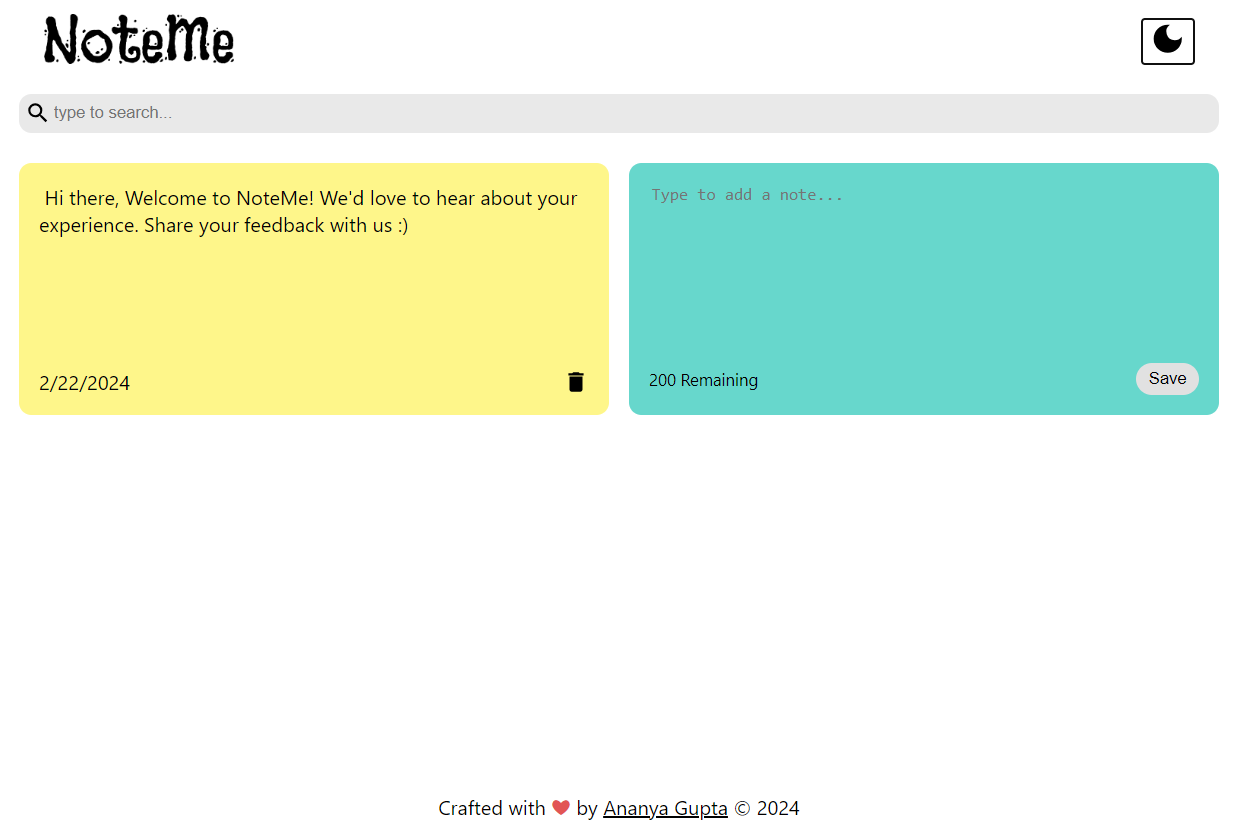 NoteMe
type to search...
Hi there, Welcome to NoteMe! We'd love to hear about your
experience. Share your feedback with us :)
2/22/2024
Type to add a note...
200 Remaining
Save
Crafted with ❤ by Ananya Gupta © 2024